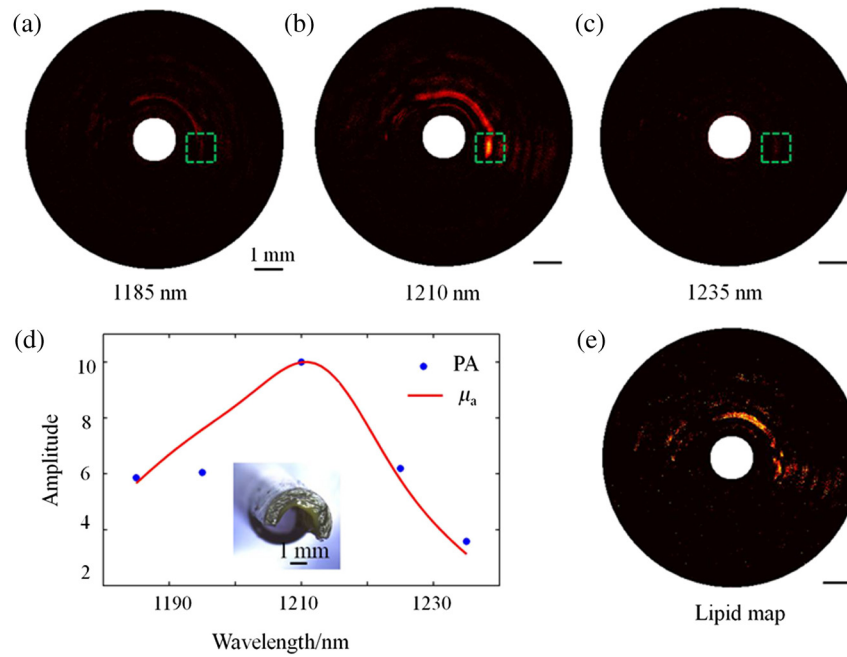 (a)
(b)
(c)
1 mm
1185 nm
1210 nm
1235 nm
(d)
(e)
10
8
6
4
2
Amplitude
PA
μa
1 mm
1190
1210
1230
Wavelength/nm
Lipid map